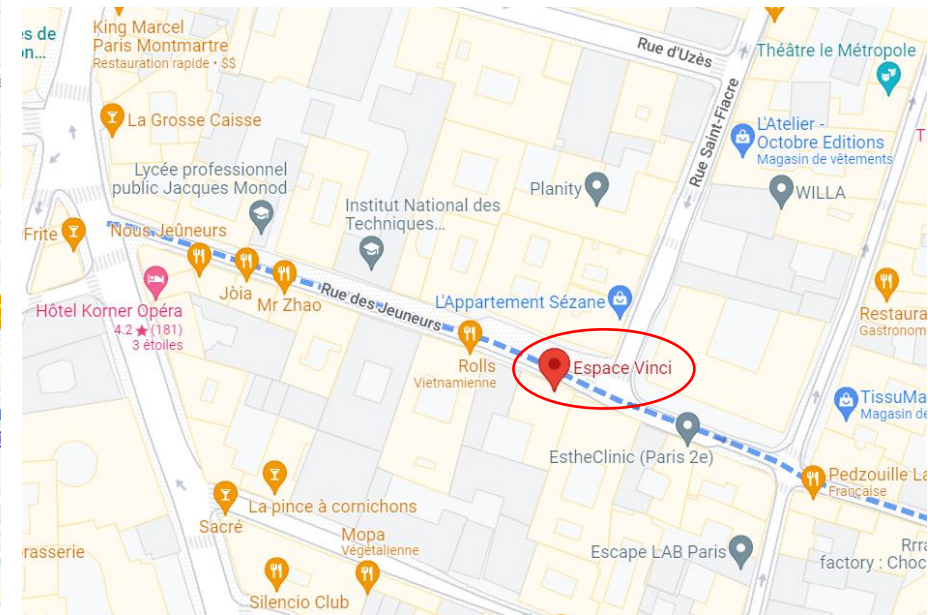 King Marcel
Paris Montmartre
Restauration rapide • $$
La Grosse Caisse
Lycée professionnel
public Jacques Monod
Institut National des
Techniques...
Rue d'Uzès
Théâtre le Métropole
Rue Saint-Fiacre
L'Atelier -
Octobre Editions
Magasin de vêtements
Planity
WILLA
Frite
Nous Jeûneurs
Jòia
Mr Zhao
Rue des Jeuneurs
L'Appartement Sézane
Hôtel Korner Opéra
4.2 ★ (181)
3 étoiles
Rolls
Vietnamienne
Espace Vinci
Restaura
Gastronom
TissuMa
Magasin de
EstheClinic (Paris 2e)
Pedzouille La
Française
La pince à cornichons
Sacré
Mopa
Végétalienne
Escape LAB Paris
Rrra
factory : Choc
rasserie
Silencio Club